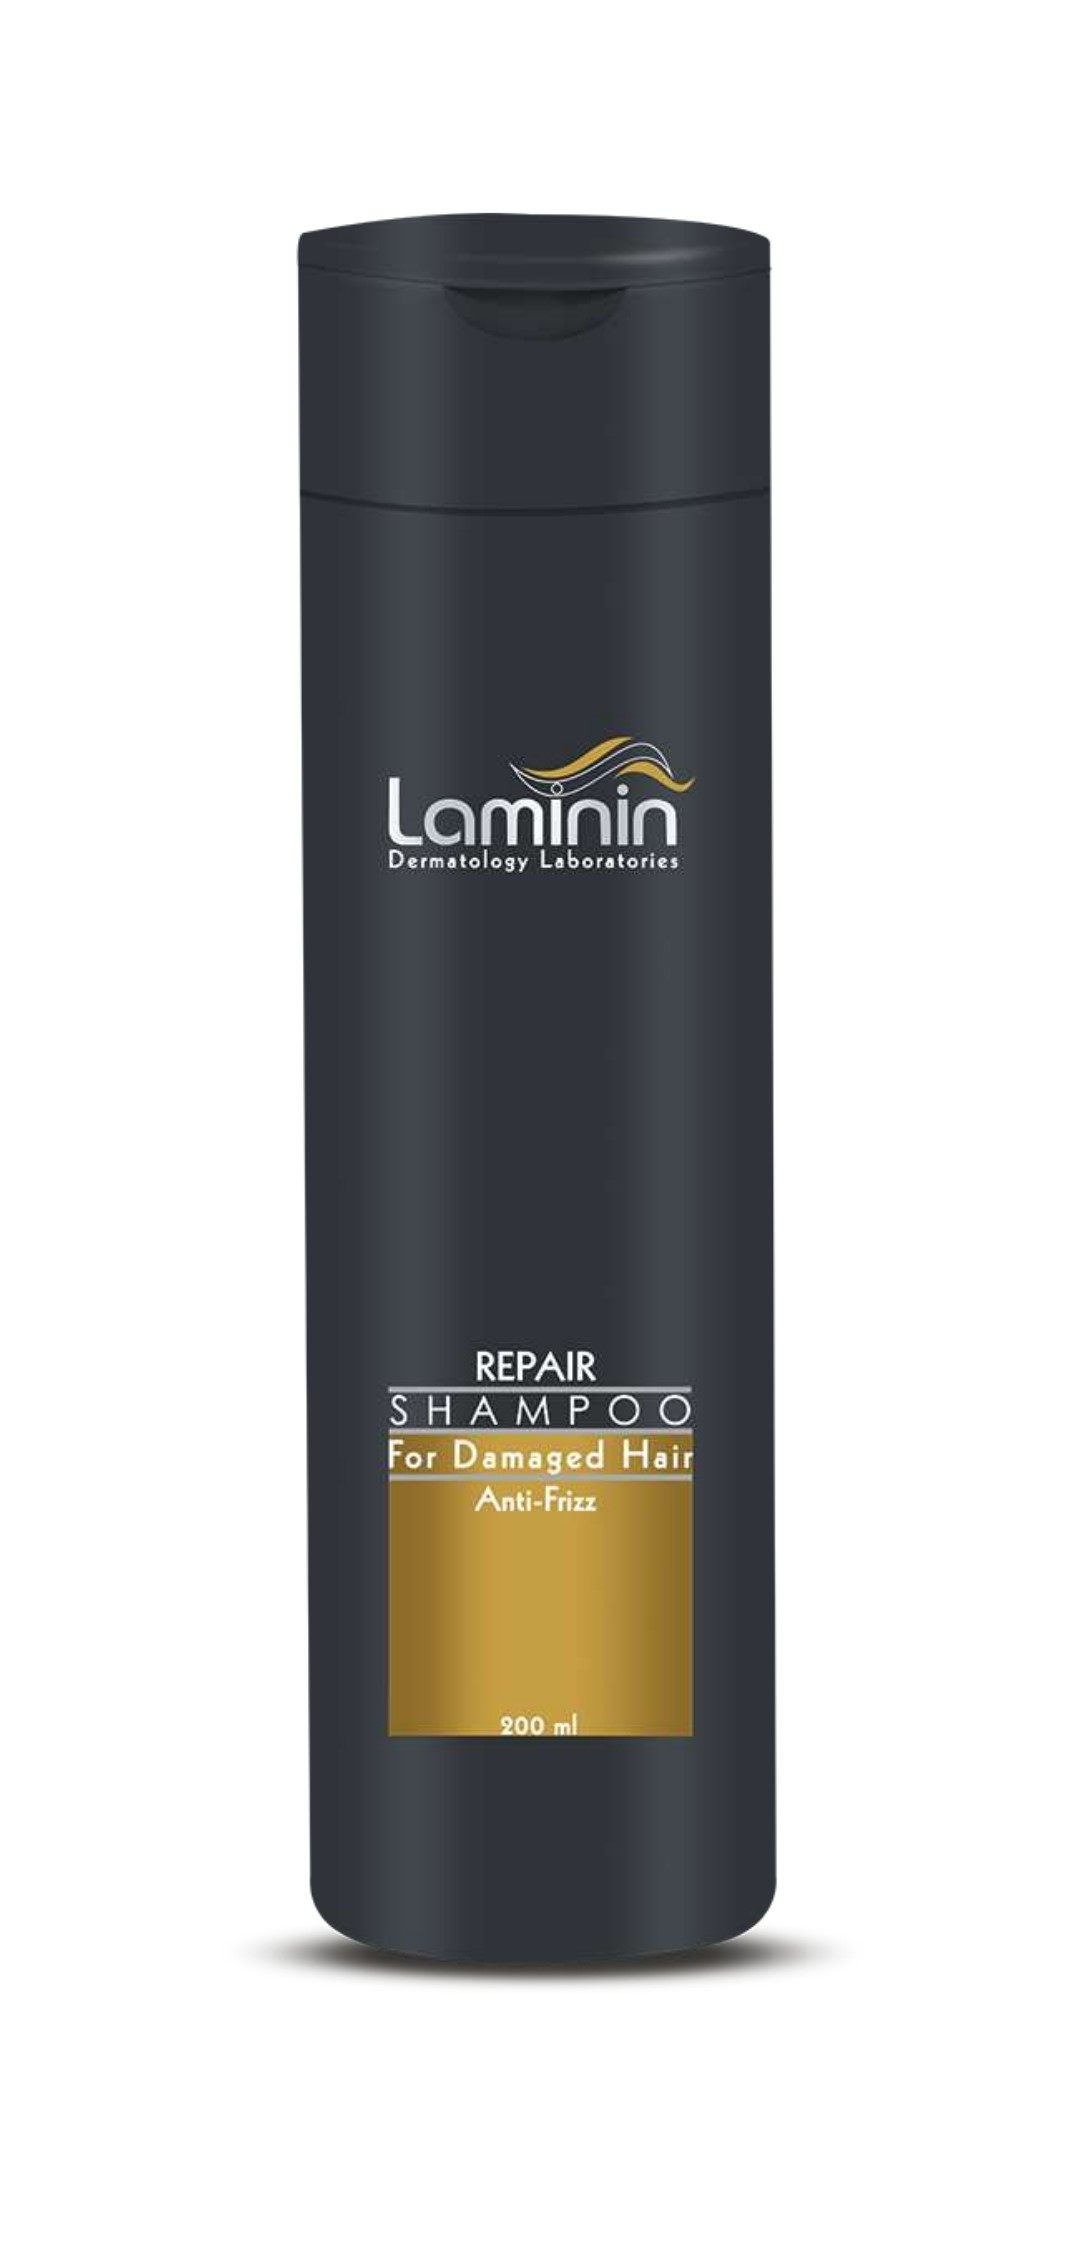 Laminin
Dermatology Laboratories
REPAIR
SHAMPOO
For Damaged Hair
Anti-Frizz
200 ml